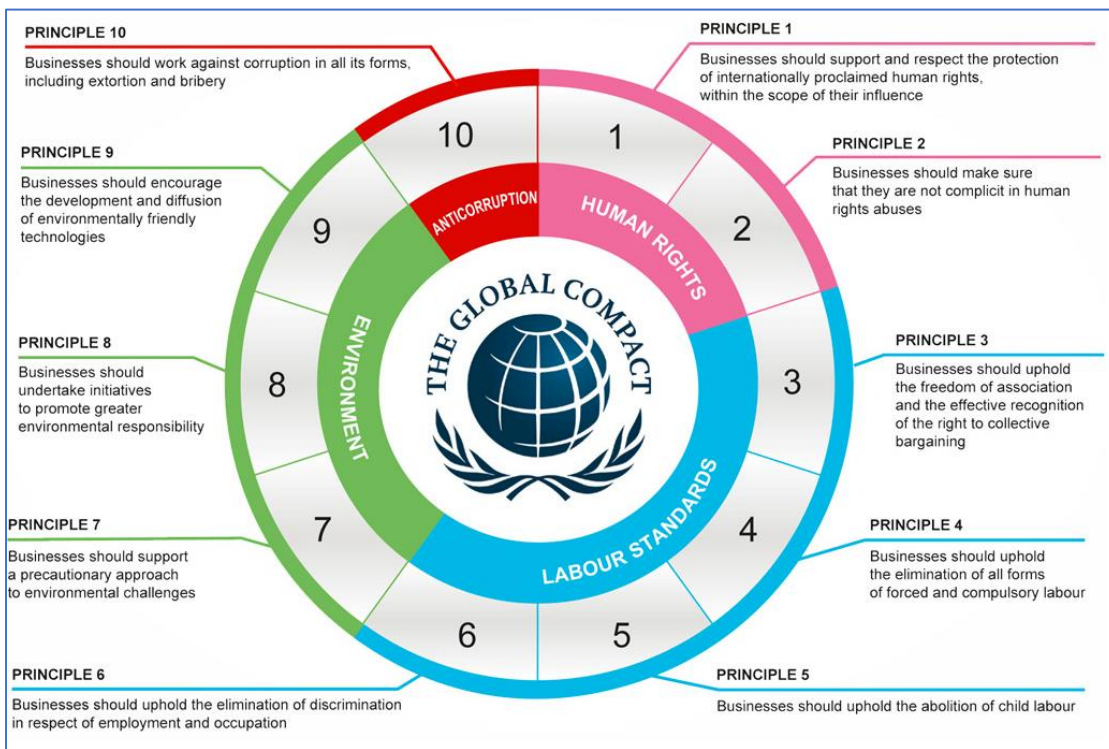 PRINCIPLE 10
Businesses should work against corruption in all its forms,
including extortion and bribery
PRINCIPLE 1
Businesses should support and respect the protection
of internationally proclaimed human rights,
within the scope of their influence
PRINCIPLE 9
Businesses should encourage
the development and diffusion
of environmentally friendly
technologies
PRINCIPLE 2
Businesses should make sure
that they are not complicit in human
rights abuses
PRINCIPLE 8
Businesses should
undertake initiatives
to promote greater
environmental responsibility
PRINCIPLE 3
Businesses should uphold
the freedom of association
and the effective recognition
of the right to collective
bargaining
PRINCIPLE 7
Businesses should support
a precautionary approach
to environmental challenges
PRINCIPLE 4
Businesses should uphold
the elimination of all forms
of forced and compulsory labour
PRINCIPLE 6
Businesses should uphold the elimination of discrimination
in respect of employment and occupation
PRINCIPLE 5
Businesses should uphold the abolition of child labour
10
1
9
2
8
3
7
4
6
5
ANTICORRUPTION
HUMAN RIGHTS
ENVIRONMENT
LABOUR STANDARDS
THE GLOBAL COMPACT